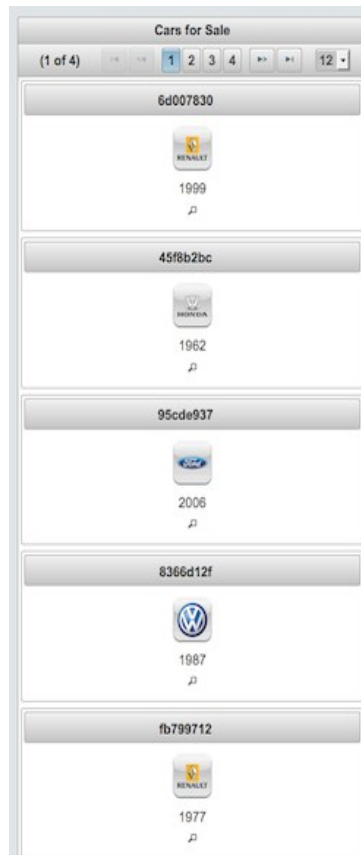 Cars for Sale
(1 of 4) 1 2 3 4 12
6d007830
RENAULT
1999
45f8b2bc
HONDA
1962
95cde937
Ford
2006
8366d12f
1987
fb799712
RENAULT
1977